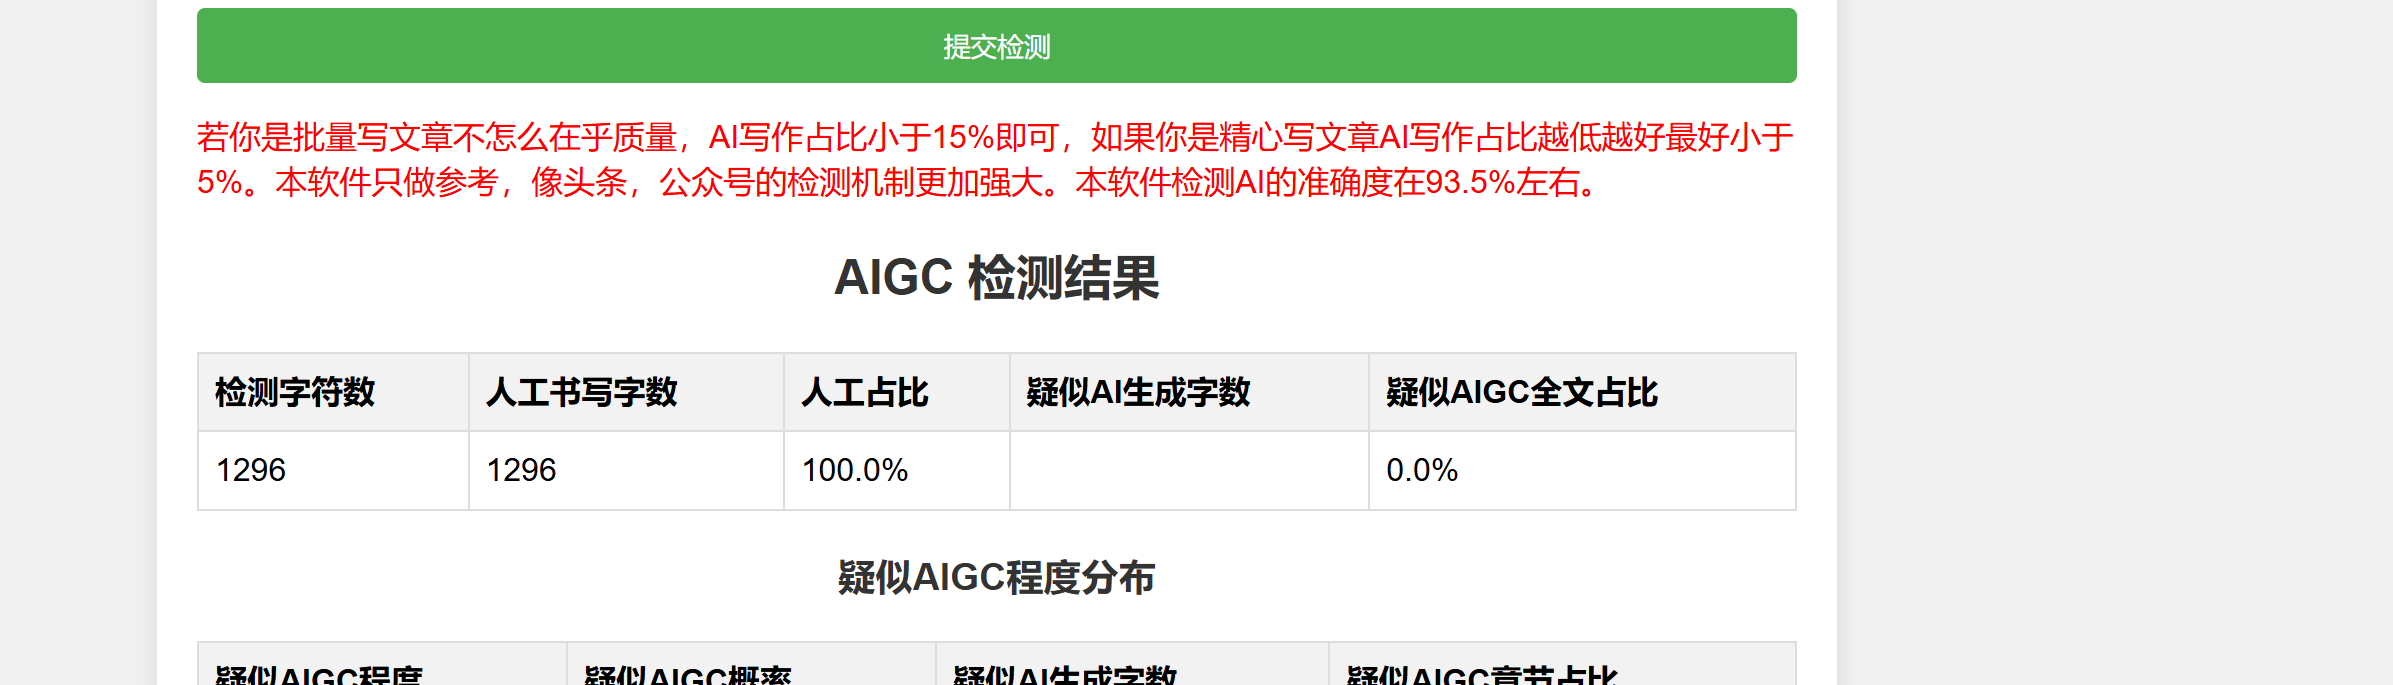 提交检测
若你是批量写文章不怎么在乎质量，AI写作占比小于15%即可，如果你是精心写文章AI写作占比越低越好最好小于
5%。本软件只做参考，像头条，公众号的检测机制更加强大。本软件检测AI的准确度在93.5%左右。
AIGC 检测结果
检测字符数 人工书写字数 人工占比 疑似AI生成字数 疑似AIGC全文占比
1296 1296 100.0% 0.0%
疑似AIGC程度分布
疑似AIGC程度 疑似AIGC概率 疑似AI生成字数 疑似AIGC章节占比